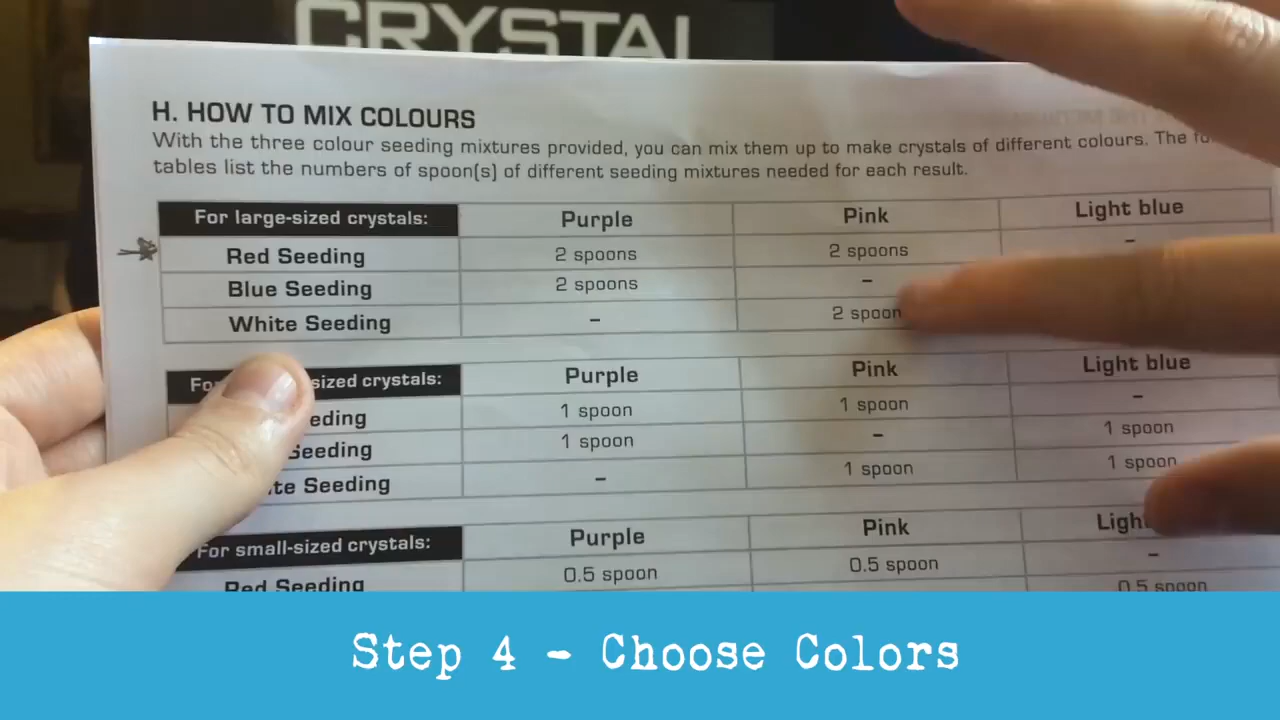 CRYSTAL
H. HOW TO MIX COLOURS
With the three colour seeding mixtures provided, you can mix them up to make crystals of different colours. The
tables list the numbers of spoon(s) of different seeding mixtures needed for each result.
For large-sized crystals: Purple Pink Light blue
Red Seeding 2 spoons 2 spoons -
Blue Seeding 2 spoons -
White Seeding - 2 spoon
sized crystals: Purple Pink Light blue
eding 1 spoon 1 spoon -
Seeding 1 spoon - 1 spoon
te Seeding - 1 spoon 1 spoon
For small-sized crystals: Purple Pink Ligh
Red Seeding 0.5 spoon 0.5 spoon -
0.5 spoon
Step 4 - Choose Colors